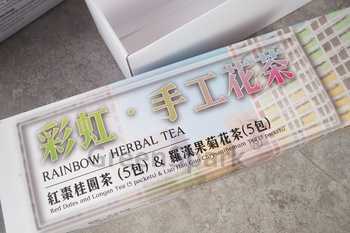 彩虹·手工花茶
RAINBOW HERBAL TEA
紅棗桂圓茶 (5包) & 羅漢果菊花茶(5包)
Red Dates and Longan Tea (5 packets) & Luo Han Guo Chrysanthemum Tea (5 packets)